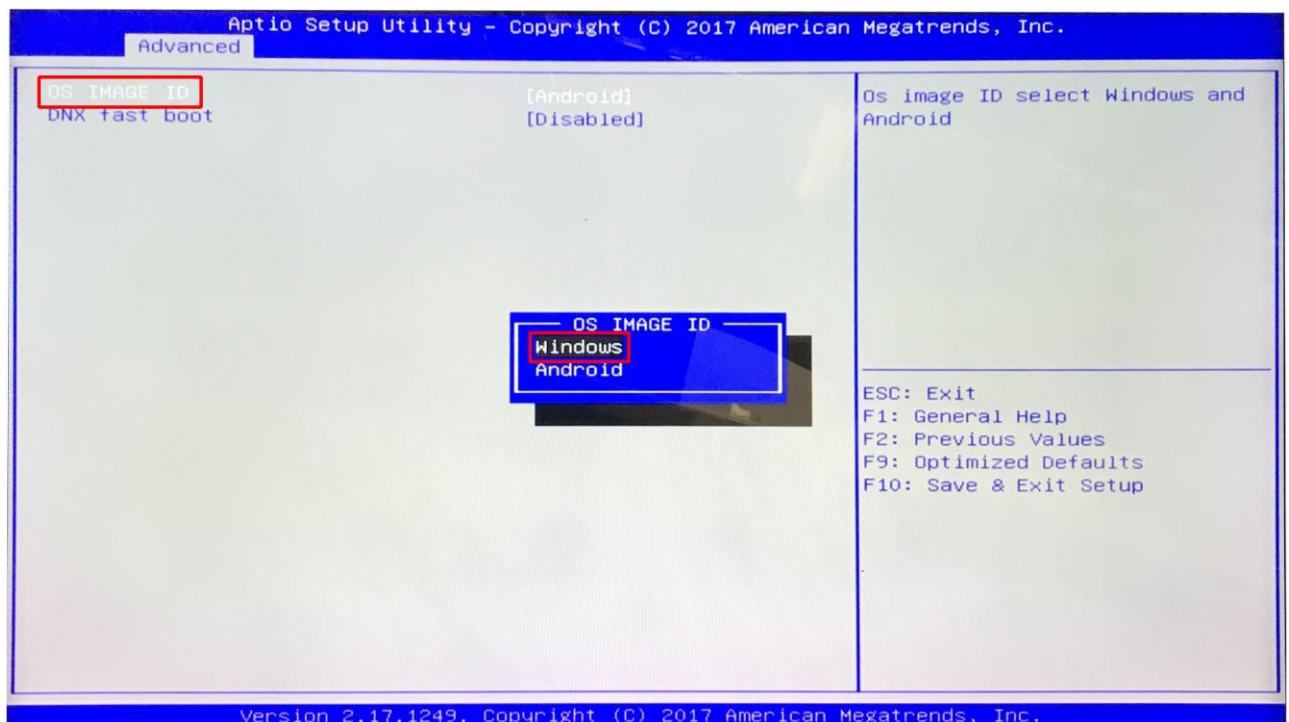 Aptio Setup Utility – Copyright (C) 2017 American Megatrends, Inc.
Advanced
OS IMAGE ID [Android]
DNX fast boot [Disabled]
Os image ID select Windows and
Android
OS IMAGE ID
Windows
Android
ESC: Exit
F1: General Help
F2: Previous Values
F9: Optimized Defaults
F10: Save & Exit Setup
Version 2.17.1249. Copyright (C) 2017 American Megatrends, Inc.